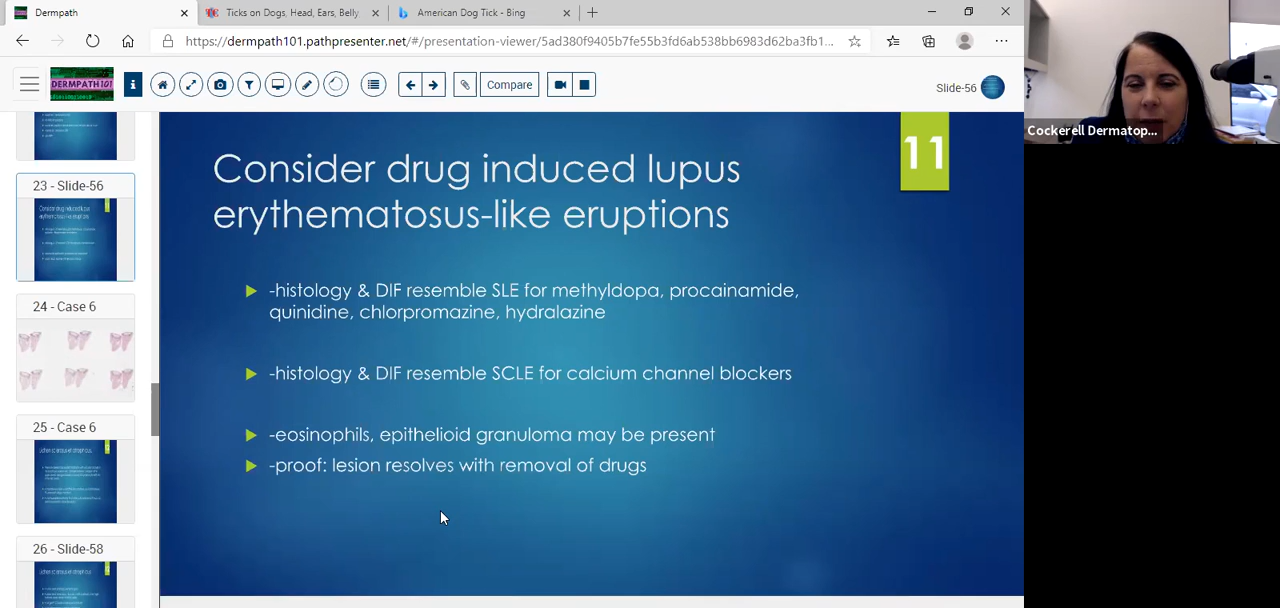 Dermpath
Ticks on Dogs, Head, Ears, Belly
American Dog Tick - Bing
https://dermpath101.pathpresenter.net/#/presentation-viewer/5ad380f9405b7fe55b3fd6ab538bb6983d62ba3fb1...
DERMPATH101
Compare
Slide-56
23 - Slide-56
24 - Case 6
25 - Case 6
26 - Slide-58
11
Consider drug induced lupus
erythematosus-like eruptions
-histology & DIF resemble SLE for methyldopa, procainamide,
quinidine, chlorpromazine, hydralazine
-histology & DIF resemble SCLE for calcium channel blockers
-eosinophils, epithelioid granuloma may be present
-proof: lesion resolves with removal of drugs
Cockerell Dermatop...